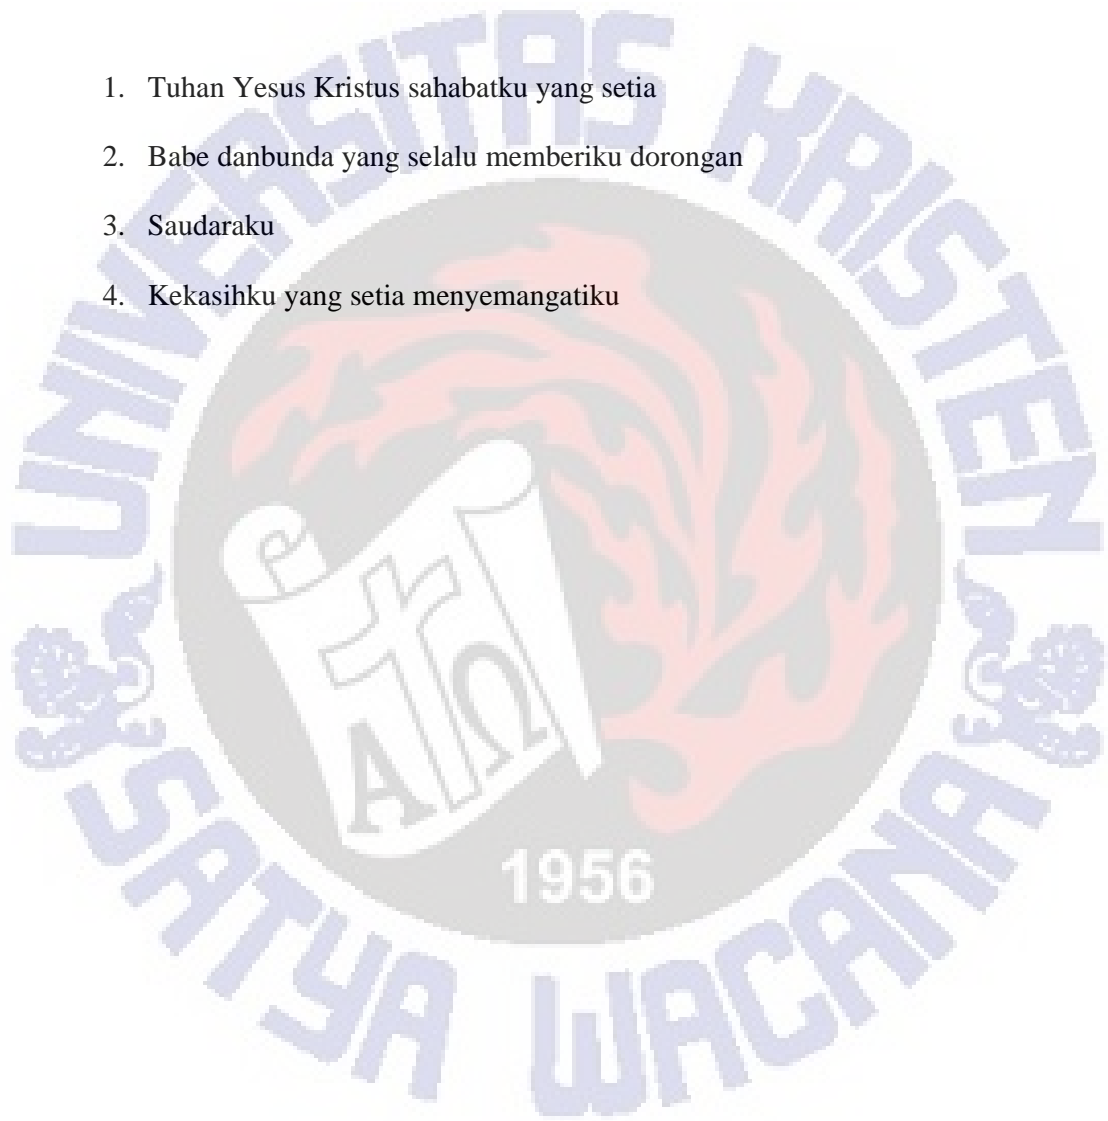 1. Tuhan Yesus Kristus sahabatku yang setia
2. Babe danbunda yang selalu memberiku dorongan
3. Saudaraku
4. Kekasihku yang setia menyemangatiku
UNIVERSITAS KRISTEN
Α Ω
1956
SATYA WACANA